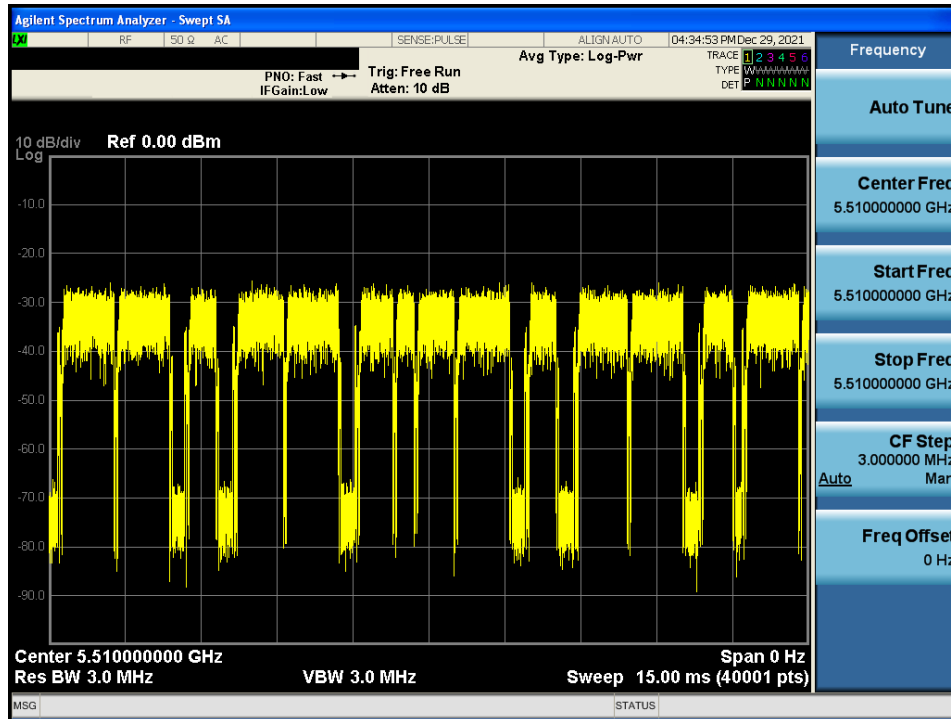 Agilent Spectrum Analyzer - Swept SA
LXI RF 50 Ω AC SENSE:PULSE ALIGN AUTO 04:34:53 PM Dec 29, 2021
Frequency
PNO: Fast
IFGain:Low
Trig: Free Run
Atten: 10 dB
Avg Type: Log-Pwr
TRACE 1 2 3 4 5 6
TYPE
DET P N N N N N
Auto Tune
10 dB/div Ref 0.00 dBm
Log
-10.0
-20.0
-30.0
-40.0
-50.0
-60.0
-70.0
-80.0
-90.0
Center Freq
5.510000000 GHz
Start Freq
5.510000000 GHz
Stop Freq
5.510000000 GHz
CF Step
3.000000 MHz
Auto Man
Freq Offset
0 Hz
Center 5.510000000 GHz Span 0 Hz
Res BW 3.0 MHz VBW 3.0 MHz Sweep 15.00 ms (40001 pts)
MSG STATUS